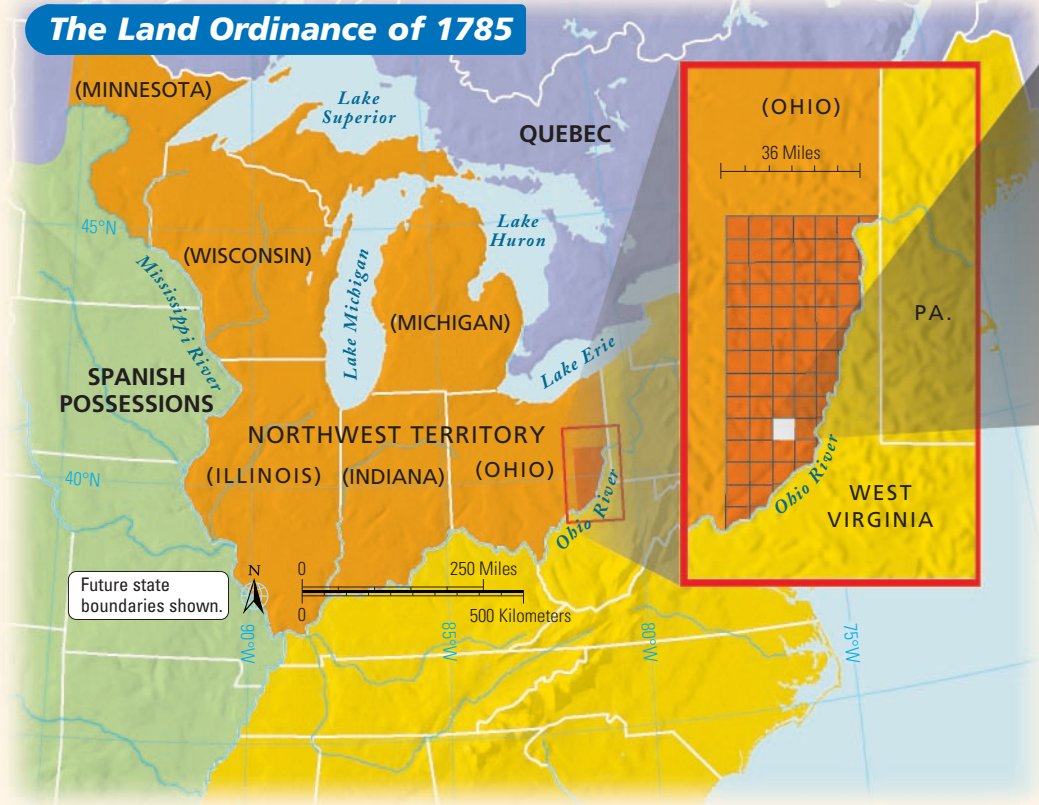 The Land Ordinance of 1785
(MINNESOTA)
Lake
Superior
QUEBEC
(OHIO)
36 Miles
45°N
Lake
Huron
(WISCONSIN)
Mississippi River
Lake Michigan
(MICHIGAN)
PA.
Lake Erie
SPANISH
POSSESSIONS
NORTHWEST TERRITORY
(ILLINOIS)
(INDIANA)
(OHIO)
40°N
Ohio River
Ohio River
WEST
VIRGINIA
Future state
boundaries shown.
N
0
250 Miles
0
500 Kilometers
90°W
85°W
80°W
75°W